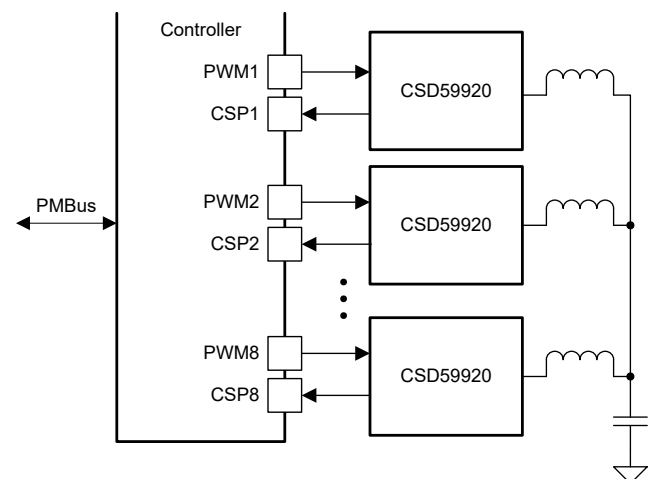 Controller
PWM1
CSD59920
CSP1
PMBus
PWM2
CSD59920
CSP2
PWM8
CSD59920
CSP8